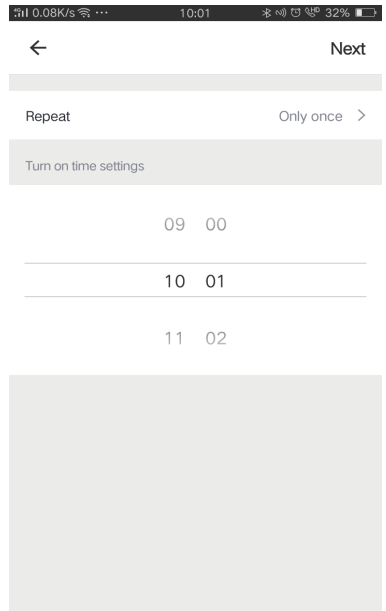 0.08K/s ... 10:01 HD 32%
Next
Repeat Only once >
Turn on time settings
09 00
10 01
11 02